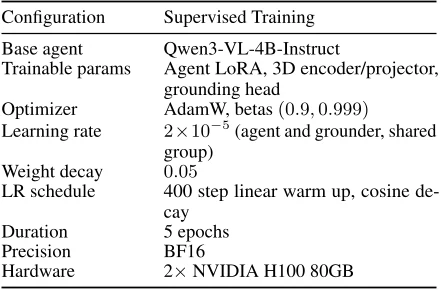 Configuration Supervised Training
Base agent Qwen3-VL-4B-Instruct
Trainable params Agent LoRA, 3D encoder/projector,
grounding head
Optimizer AdamW, betas (0.9, 0.999)
Learning rate 2×10⁻⁵ (agent and grounder, shared
group)
Weight decay 0.05
LR schedule 400 step linear warm up, cosine de-
cay
Duration 5 epochs
Precision BF16
Hardware 2× NVIDIA H100 80GB